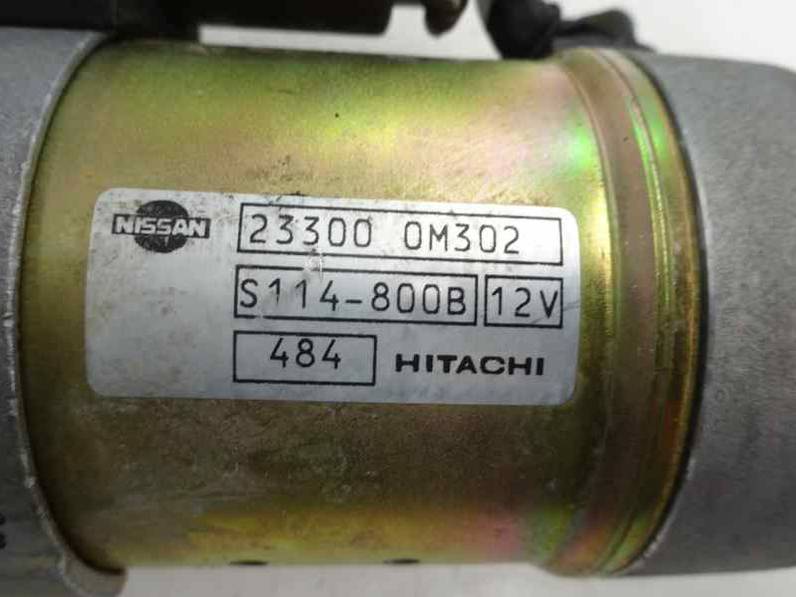 NISSAN 23300 0M302
S114-800B 12V
484 HITACHI